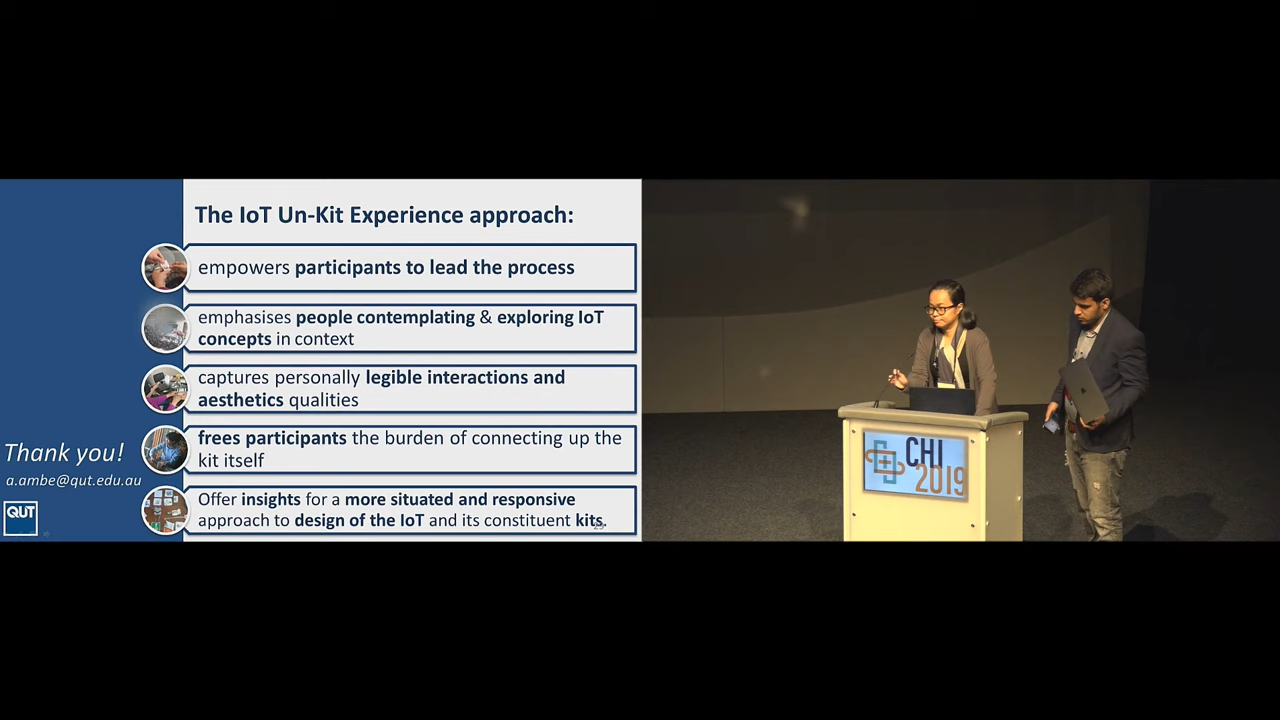 The IoT Un-Kit Experience approach:
empowers participants to lead the process
emphasises people contemplating & exploring IoT
concepts in context
captures personally legible interactions and
aesthetics qualities
frees participants the burden of connecting up the
kit itself
Offer insights for a more situated and responsive
approach to design of the IoT and its constituent kits.
Thank you!
a.ambe@qut.edu.au
QUT
CHI
2019